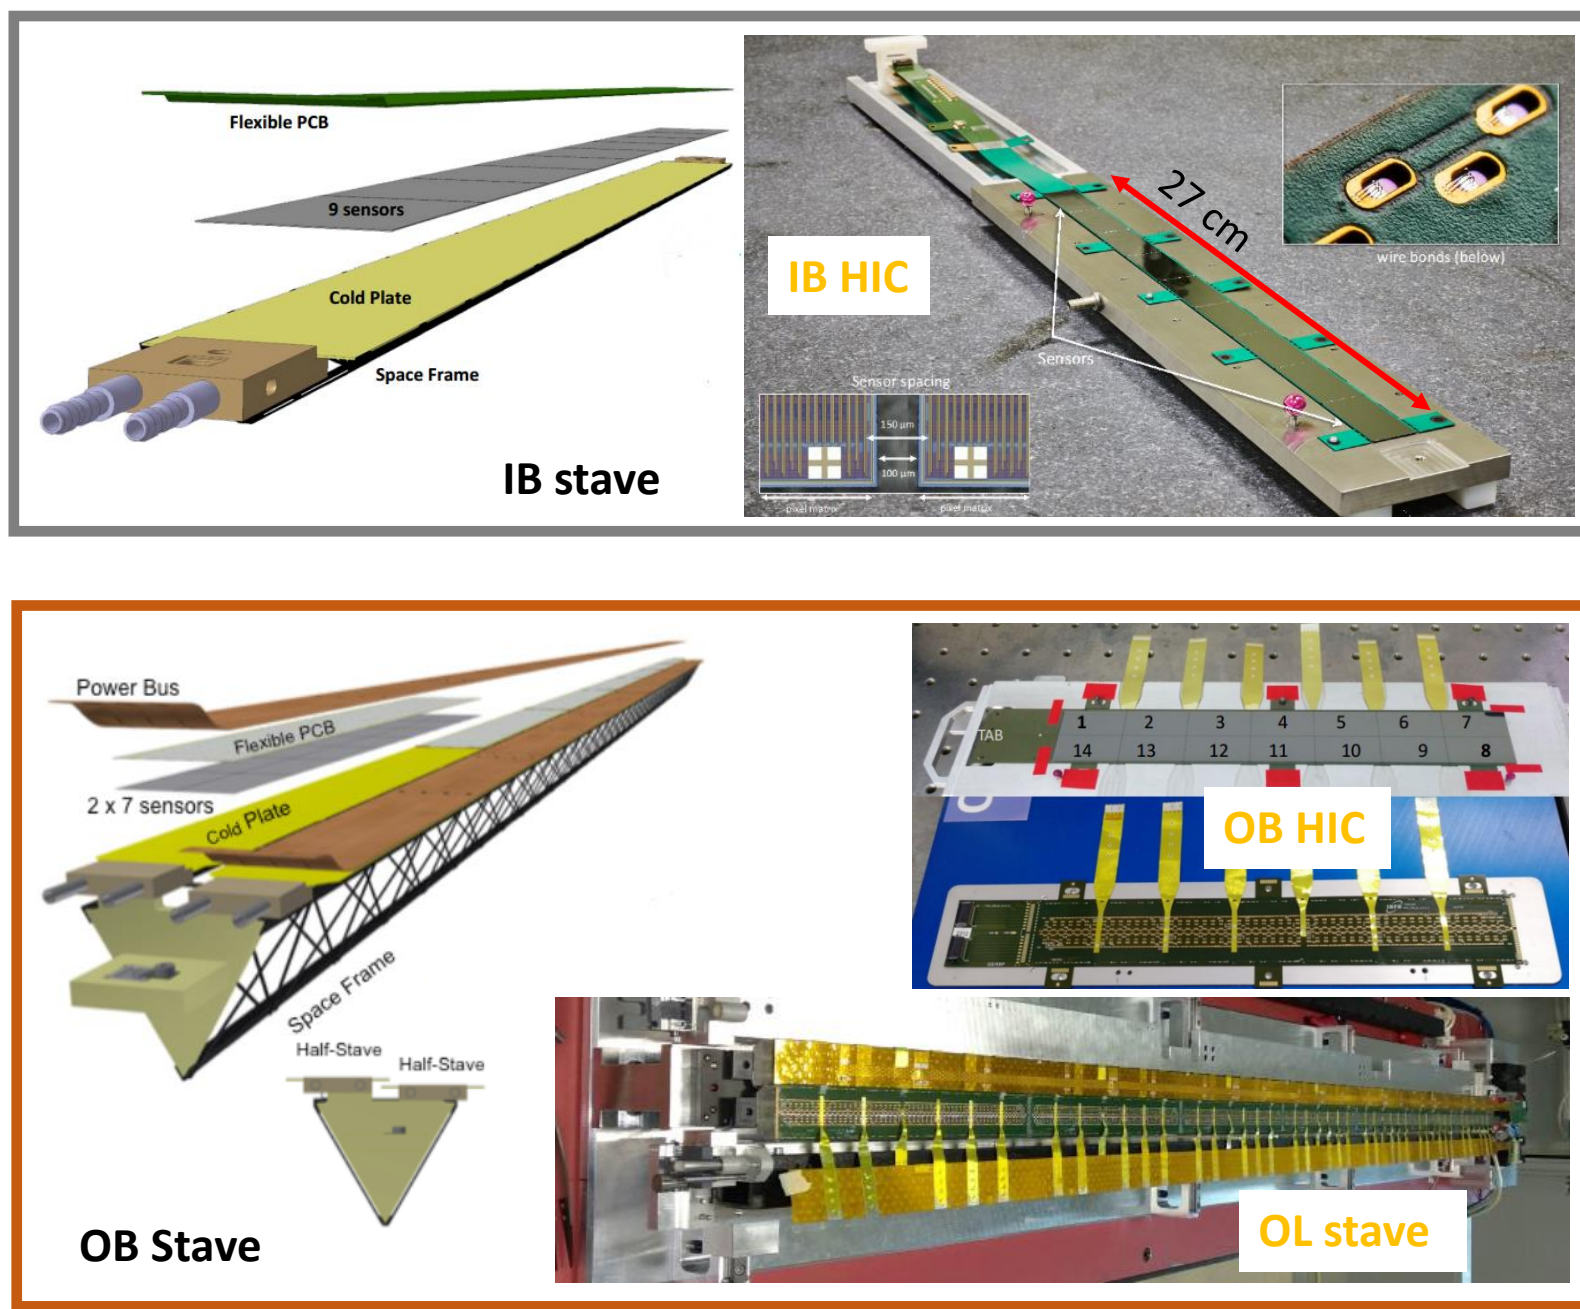 Flexible PCB
9 sensors
Cold Plate
Space Frame
IB stave
IB HIC
27 cm
wire bonds (below)
Sensors
Sensor spacing
150 µm
100 µm
pixel matrix
pixel matrix
Power Bus
Flexible PCB
2 x 7 sensors
Cold Plate
Space Frame
Half-Stave
Half-Stave
OB Stave
TAB
1 2 3 4 5 6 7
14 13 12 11 10 9 8
OB HIC
OL stave